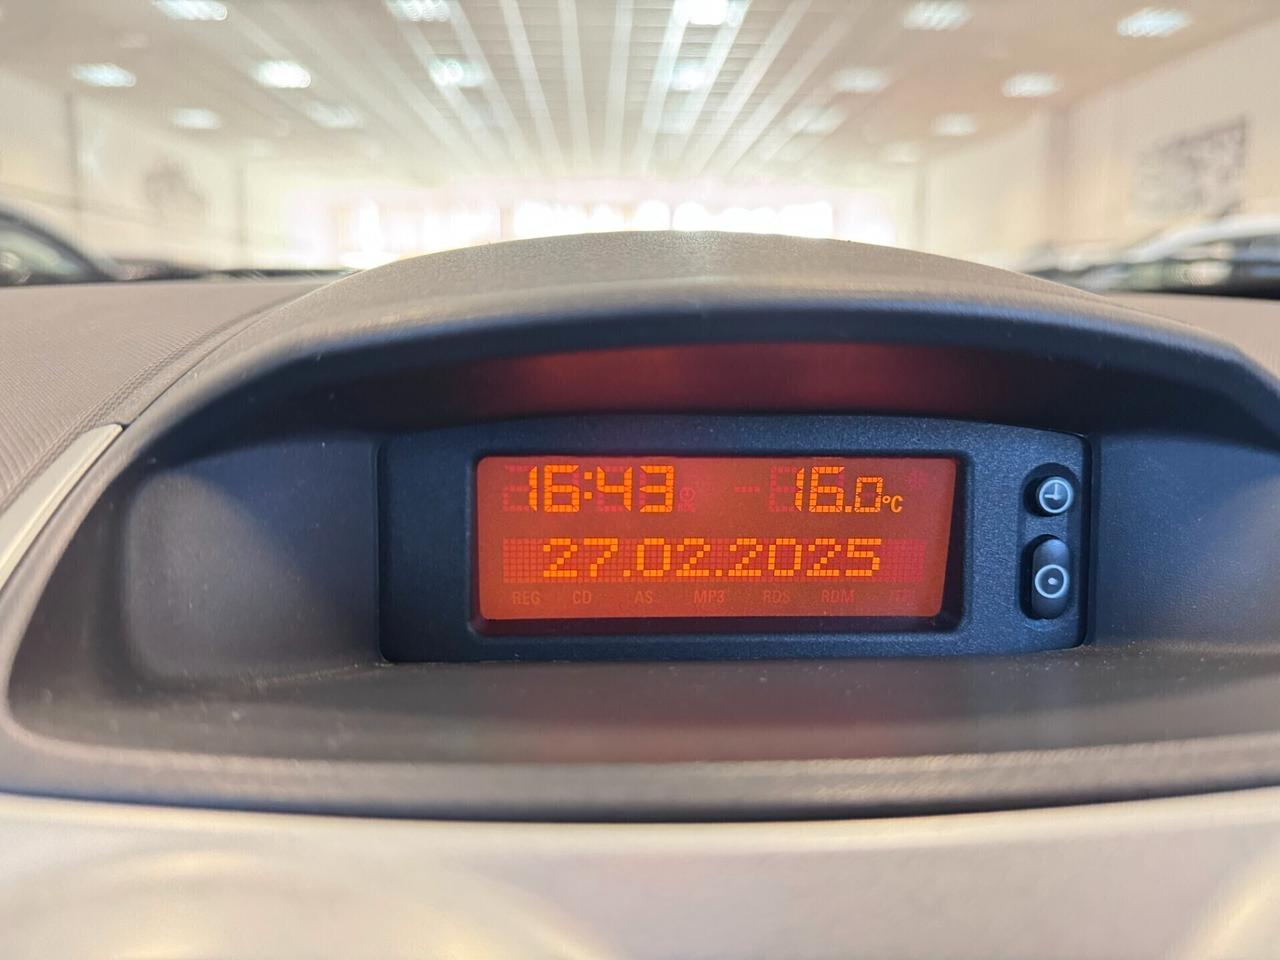 16:43 16.0°C
27.02.2025
REG CD AS MP3 RDS RDM